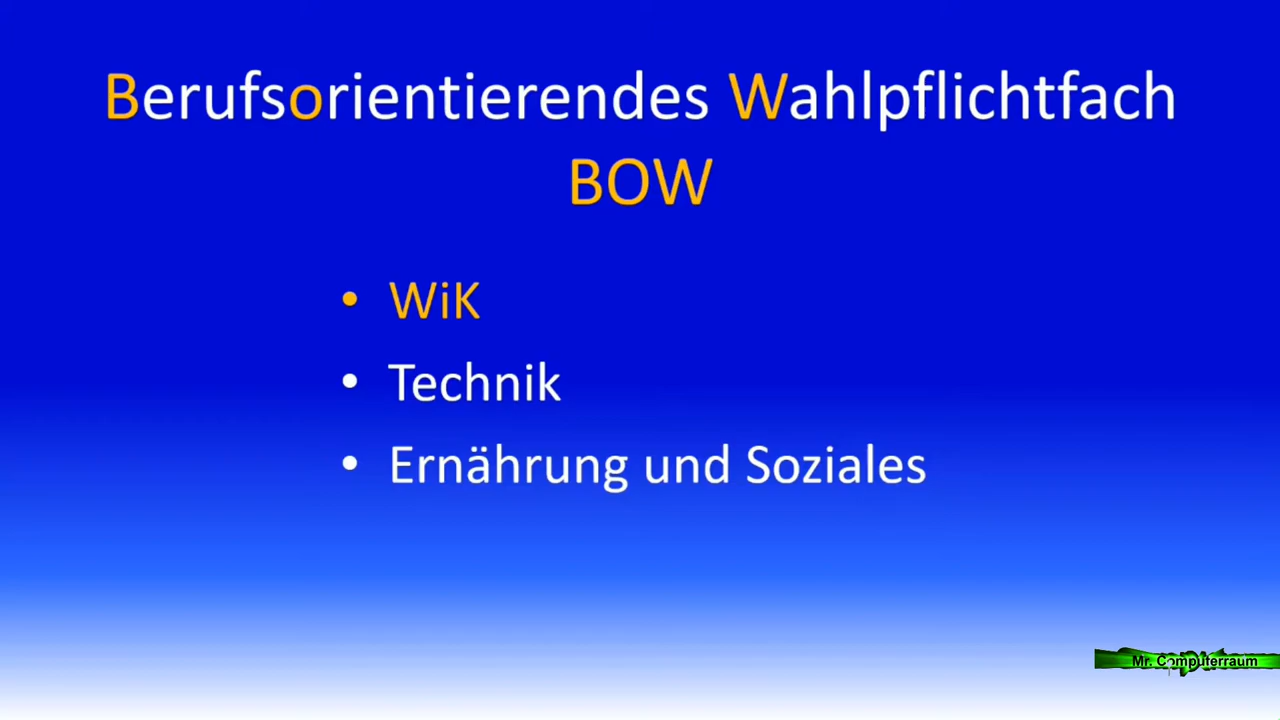 Berufsorientierendes Wahlpflichtfach
BOW
• WiK
• Technik
• Ernährung und Soziales
Mr. Computerraum